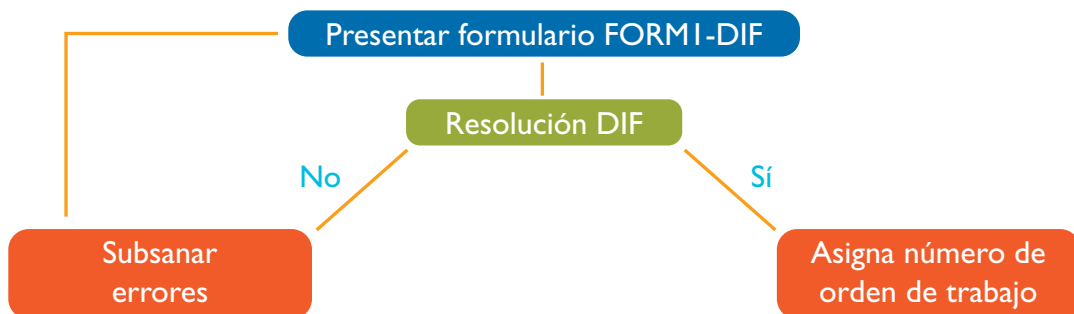 Presentar formulario FORM1-DIF
Resolución DIF
No
Sí
Subsanar
errores
Asigna número de
orden de trabajo